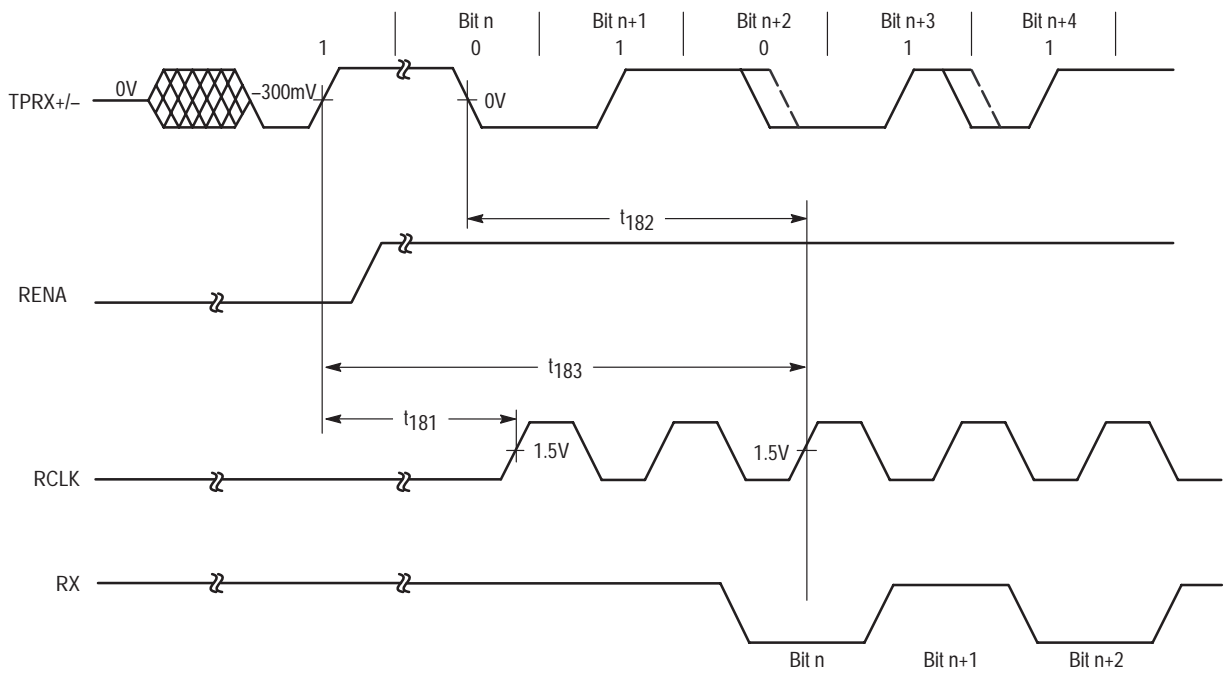 Bit n Bit n+1 Bit n+2 Bit n+3 Bit n+4
1 0 1 0 1 1
TPRX+/– 0V –300mV 0V
t182
RENA
t183
t181
RCLK 1.5V 1.5V
RX
Bit n Bit n+1 Bit n+2